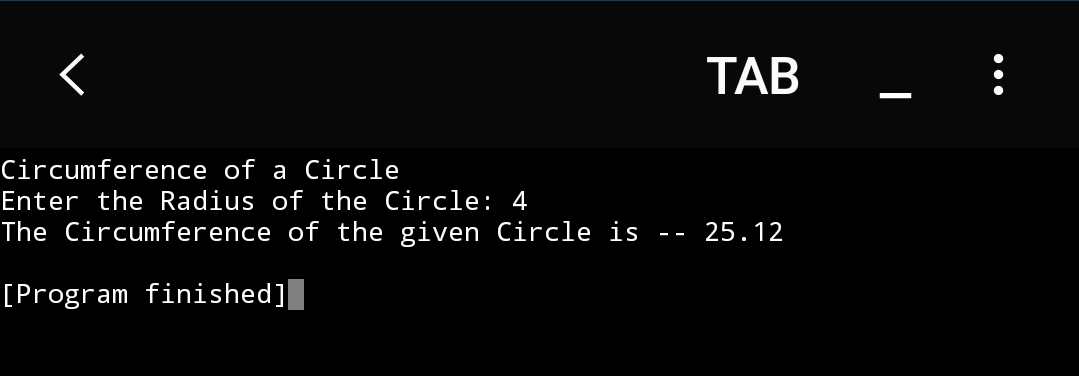 TAB _
Circumference of a Circle
Enter the Radius of the Circle: 4
The Circumference of the given Circle is -- 25.12
[Program finished]